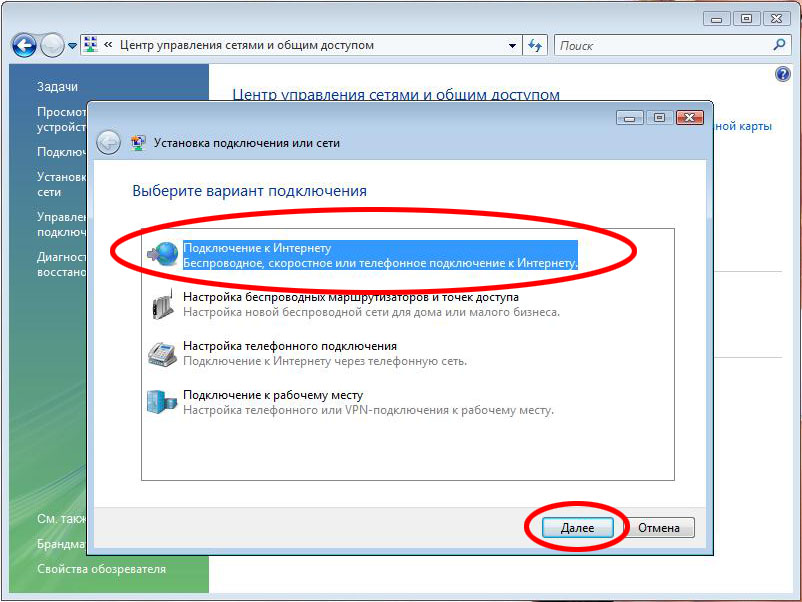 « Центр управления сетями и общим доступом
Поиск
Задачи
Центр управления сетями и общим доступом
Установка подключения или сети
Выберите вариант подключения
Подключение к Интернету
Беспроводное, скоростное или телефонное подключение к Интернету.
Настройка беспроводных маршрутизаторов и точек доступа
Настройка новой беспроводной сети для дома или малого бизнеса.
Настройка телефонного подключения
Подключение к Интернету через телефонную сеть.
Подключение к рабочему месту
Настройка телефонного или VPN-подключения к рабочему месту.
Далее
Отмена
Просмот
устройст
Подключ
Установк
сети
Управлен
подключ
Диагност
восстано
ной карты
См. также
Брандма
Свойства обозревателя